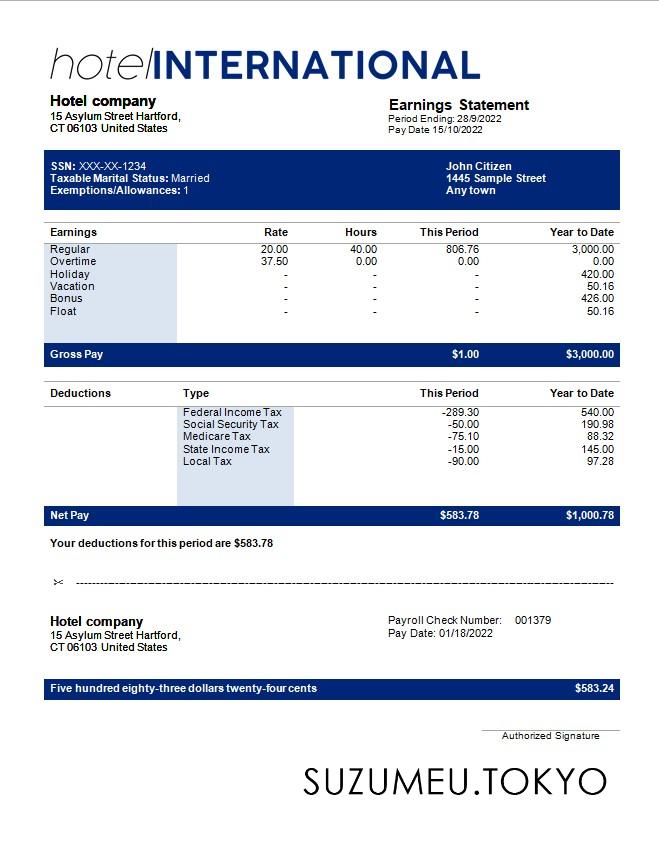 hotelINTERNATIONAL
Hotel company
15 Asylum Street Hartford,
CT 06103 United States
Earnings Statement
Period Ending: 28/9/2022
Pay Date 15/10/2022
SSN: XXX-XX-1234
Taxable Marital Status: Married
Exemptions/Allowances: 1
John Citizen
1445 Sample Street
Any town
Earnings Rate Hours This Period Year to Date
Regular 20.00 40.00 806.76 3,000.00
Overtime 37.50 0.00 0.00 0.00
Holiday - - - 420.00
Vacation - - - 50.16
Bonus - - - 426.00
Float - - - 50.16
Gross Pay $1.00 $3,000.00
Deductions Type This Period Year to Date
Federal Income Tax -289.30 540.00
Social Security Tax -50.00 190.98
Medicare Tax -75.10 88.32
State Income Tax -15.00 145.00
Local Tax -90.00 97.28
Net Pay $583.78 $1,000.78
Your deductions for this period are $583.78
Hotel company
15 Asylum Street Hartford,
CT 06103 United States
Payroll Check Number: 001379
Pay Date: 01/18/2022
Five hundred eighty-three dollars twenty-four cents $583.24
Authorized Signature
SUZUMEU.TOKYO